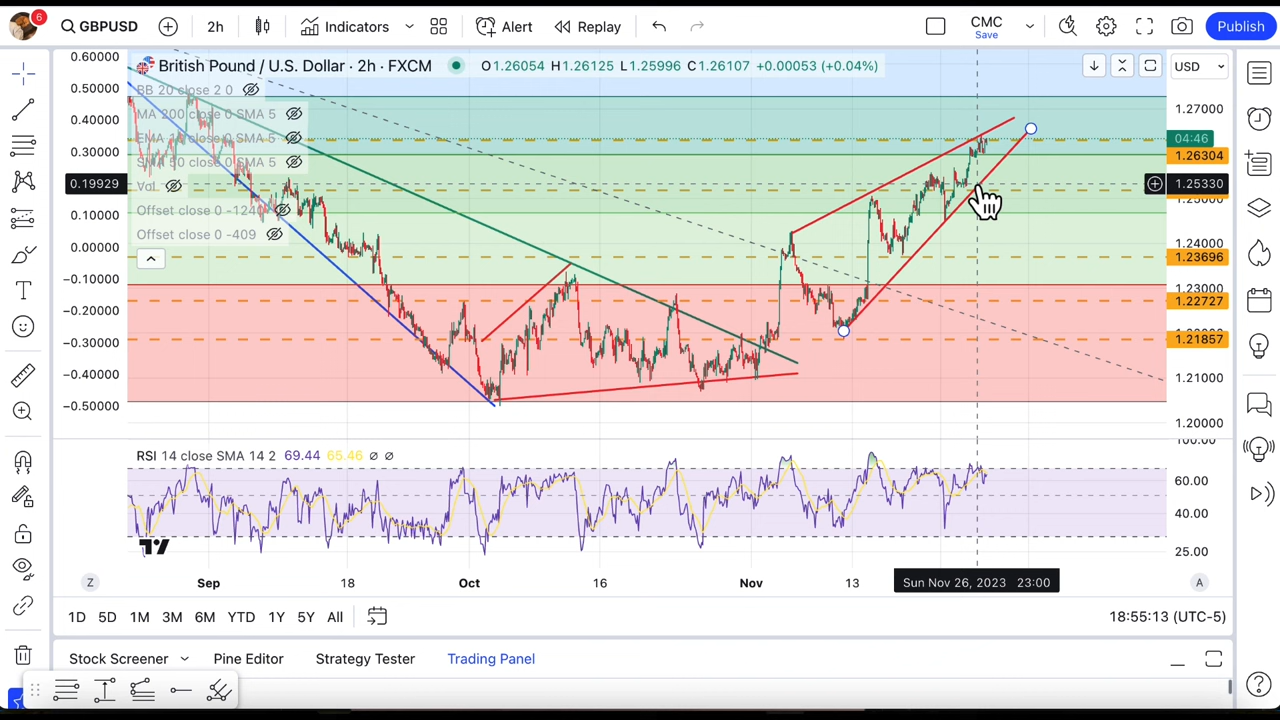 6
GBPUSD
2h
Indicators
Alert
Replay
CMC
Save
Publish
British Pound / U.S. Dollar · 2h · FXCM
O1.26054 H1.26125 L1.25996 C1.26107 +0.00053 (+0.04%)
USD
BB 20 close 2 0
MA 200 close 0 SMA 5
SMA 5
close 0 SMA 5
Vol
Offset close 0 -1240
Offset close 0 -409
0.60000
0.50000
0.40000
0.30000
0.19929
0.10000
0.00000
-0.10000
-0.20000
-0.30000
-0.40000
-0.50000
1.27000
04:46
1.26304
1.25330
1.24000
1.23696
1.23000
1.22727
1.21857
1.21000
1.20000
RSI 14 close SMA 14 2 69.44 65.46 ∅ ∅
100.00
60.00
40.00
25.00
Z
Sep
18
Oct
16
Nov
13
Sun Nov 26, 2023 23:00
A
1D 5D 1M 3M 6M YTD 1Y 5Y All
18:55:13 (UTC-5)
Stock Screener
Pine Editor
Strategy Tester
Trading Panel